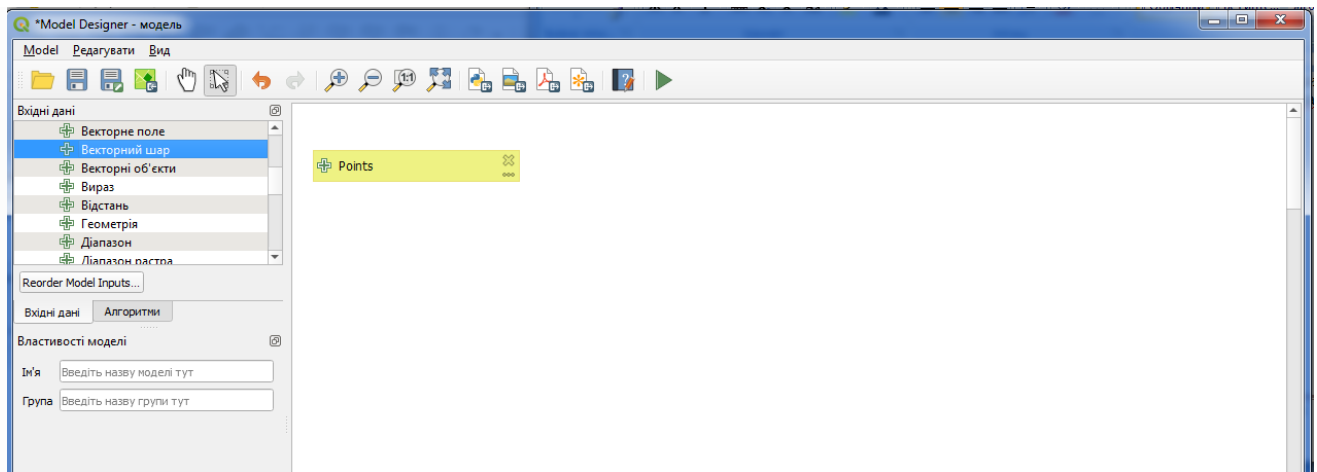 *Model Designer - модель
Model Редагувати Вид
Вхідні дані
Векторне поле
Векторний шар
Векторні об'єкти
Вираз
Відстань
Геометрія
Діапазон
Діапазон растра
Reorder Model Inputs...
Вхідні дані Алгоритми
Властивості моделі
Ім'я Введіть назву моделі тут
Група Введіть назву групи тут
Points